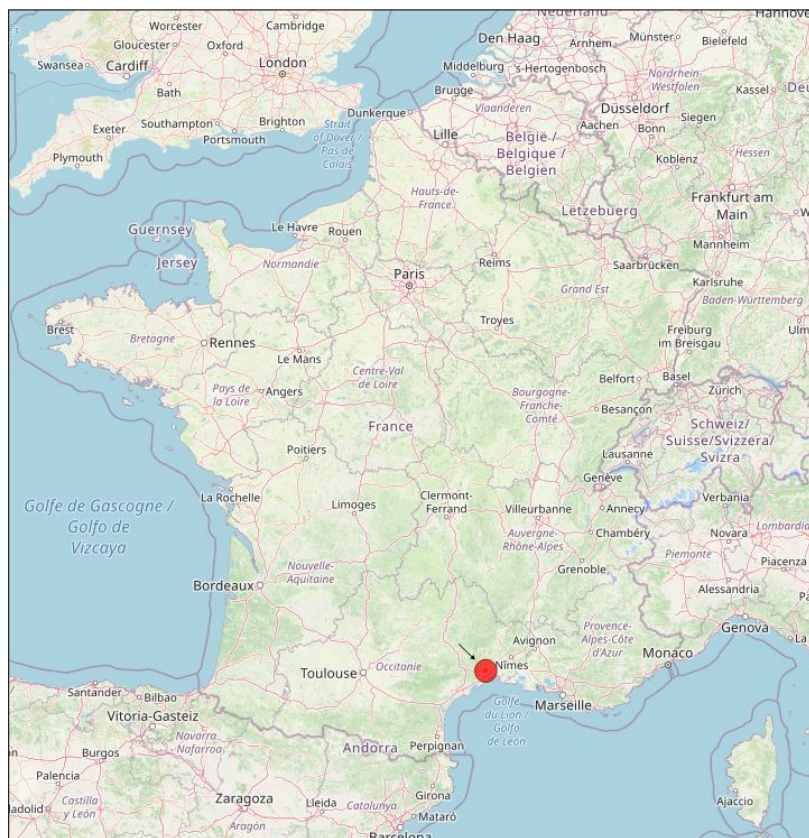 Nederland
Hannove
Worcester
Cambridge
Gloucester
Oxford
Swansea
Cardiff
London
Bath
Den Haag
Arnhem
Münster
Bielefeld
Middelburg
's-Hertogenbosch
Nordrhein-
Westfalen
Kassel
Brugge
Southampton
Brighton
Dunkerque
Vlaanderen
Düsseldorf
Exeter
Portsmouth
Strait
of Dover /
Pas de
Calais
Lille
België /
Belgique /
Belgien
Aachen
Bonn
Siegen
Plymouth
Koblenz
Hessen
Hauts-de-
France
Lëtzebuerg
Frankfurt am
Main
Guernsey
Le Havre
Rouen
Mannheim
Jersey
Normandie
Paris
Reims
Saarbrücken
Karlsruhe
Grand Est
Baden-Württemberg
Brest
Bretagne
Rennes
Troyes
Freiburg
im Breisgau
Ulm
Le Mans
Centre-Val
de Loire
Belfort
Basel
Zürich
Pays de
la Loire
Angers
Bourgogne-
Franche-
Comté
Besançon
France
Schweiz/
Suisse/Svizzera/
Svizra
Poitiers
Lausanne
Genève
La Rochelle
Clermont-
Ferrand
Annecy
Verbania
Golfe de Gascogne /
Golfo de
Vizcaya
Limoges
Villeurbanne
Chambéry
Novara
Lombardia
Auvergne-
Rhône-Alpes
Piemonte
Piacenza
Nouvelle-
Aquitaine
Grenoble
Alessandria
Bordeaux
Provence-
Alpes-Côte
d'Azur
Genova
Avignon
Monaco
Nîmes
Toulouse
Occitanie
Santander
Bilbao
Golfe
du Lion /
Golfo
de León
Marseille
Vitoria-Gasteiz
Andorra
Perpignan
Burgos
Navarra
- Nafarroa
Palencia
Girona
Castilla
y León
Zaragoza
Lleida
Catalunya
Mataró
Ajaccio
Aragón
Barcelona